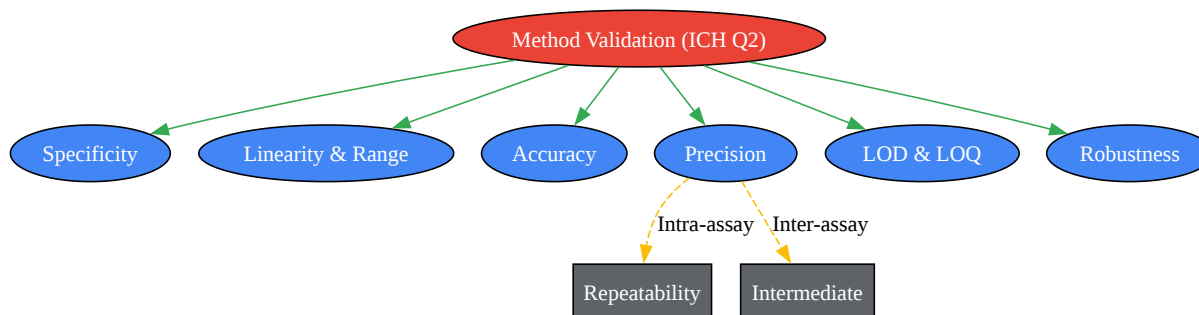 Method Validation (ICH Q2)
Specificity
Linearity & Range
Accuracy
Precision
LOD & LOQ
Robustness
Intra-assay
Inter-assay
Repeatability
Intermediate